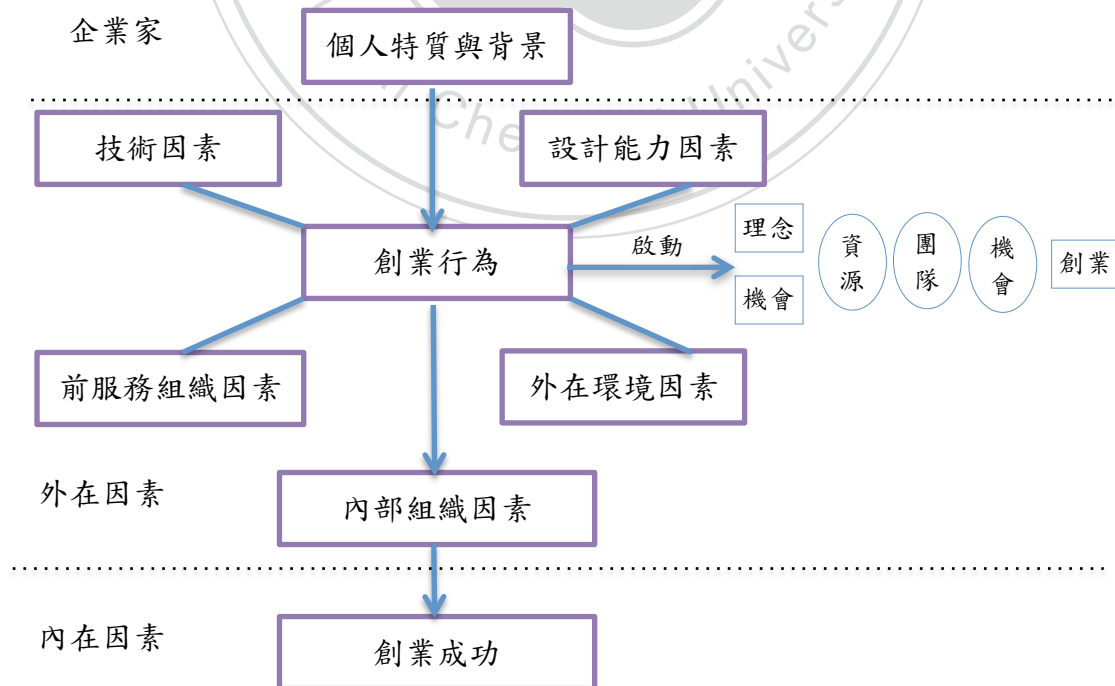 企業家
個人特質與背景
Che
Univers
技術因素
設計能力因素
創業行為
啟動
理念
機會
資源
團隊
機會
創業
前服務組織因素
外在環境因素
外在因素
內部組織因素
內在因素
創業成功